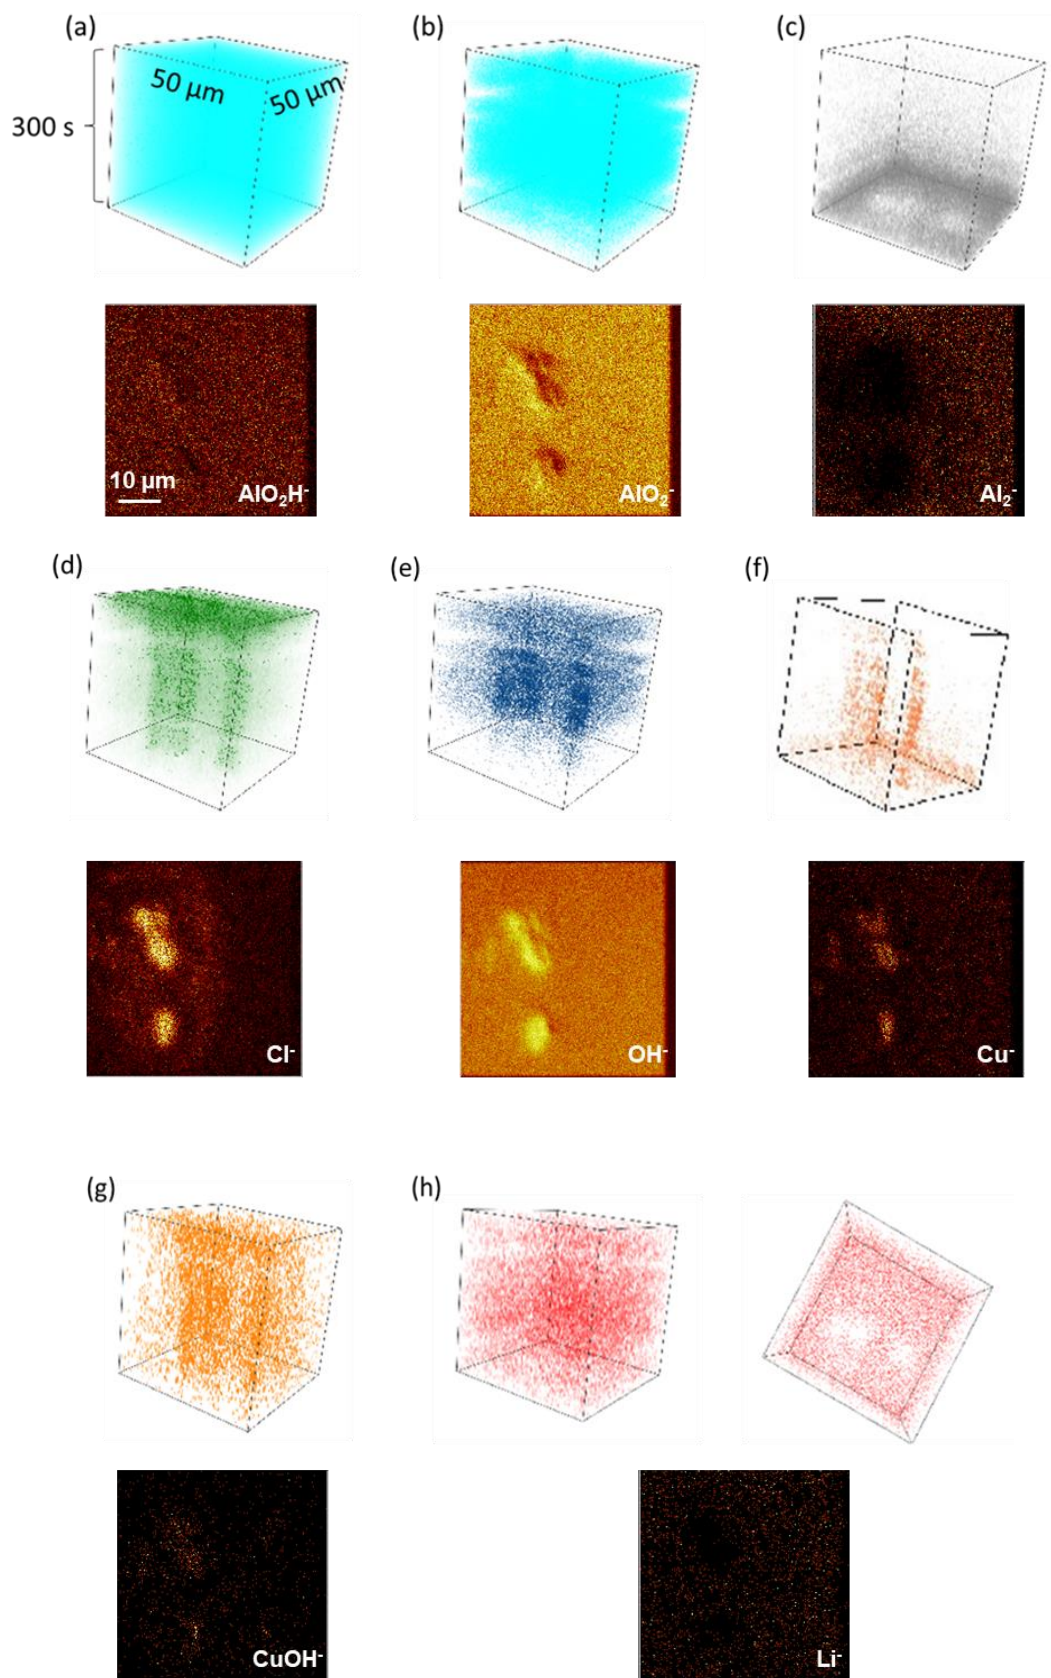 (a)
(b)
(c)
50 μm
50 μm
300 s
10 μm
AlO₂H⁻
AlO₂⁻
Al₂⁻
(d)
(e)
(f)
Cl⁻
OH⁻
Cu⁻
(g)
(h)
CuOH⁻
Li⁻